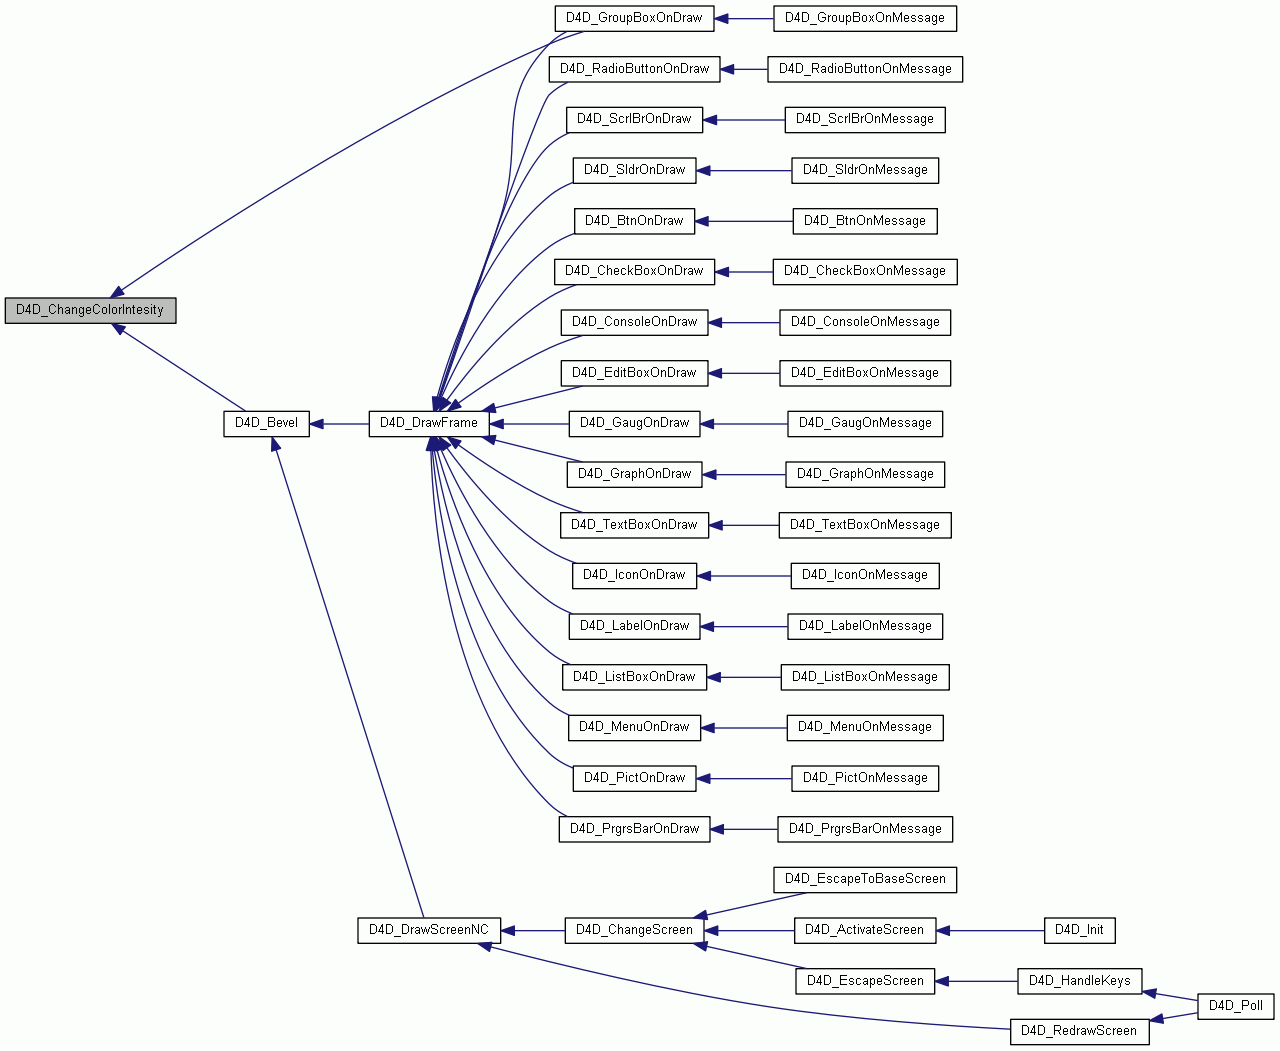 D4D_GroupBoxOnDraw
D4D_GroupBoxOnMessage
D4D_RadioButtonOnDraw
D4D_RadioButtonOnMessage
D4D_ScrlBrOnDraw
D4D_ScrlBrOnMessage
D4D_SldrOnDraw
D4D_SldrOnMessage
D4D_BtnOnDraw
D4D_BtnOnMessage
D4D_CheckBoxOnDraw
D4D_CheckBoxOnMessage
D4D_ChangeColorIntesity
D4D_ConsoleOnDraw
D4D_ConsoleOnMessage
D4D_EditBoxOnDraw
D4D_EditBoxOnMessage
D4D_Bevel
D4D_DrawFrame
D4D_GaugOnDraw
D4D_GaugOnMessage
D4D_GraphOnDraw
D4D_GraphOnMessage
D4D_TextBoxOnDraw
D4D_TextBoxOnMessage
D4D_IconOnDraw
D4D_IconOnMessage
D4D_LabelOnDraw
D4D_LabelOnMessage
D4D_ListBoxOnDraw
D4D_ListBoxOnMessage
D4D_MenuOnDraw
D4D_MenuOnMessage
D4D_PictOnDraw
D4D_PictOnMessage
D4D_PrgrsBarOnDraw
D4D_PrgrsBarOnMessage
D4D_EscapeToBaseScreen
D4D_DrawScreenNC
D4D_ChangeScreen
D4D_ActivateScreen
D4D_Init
D4D_EscapeScreen
D4D_HandleKeys
D4D_Poll
D4D_RedrawScreen